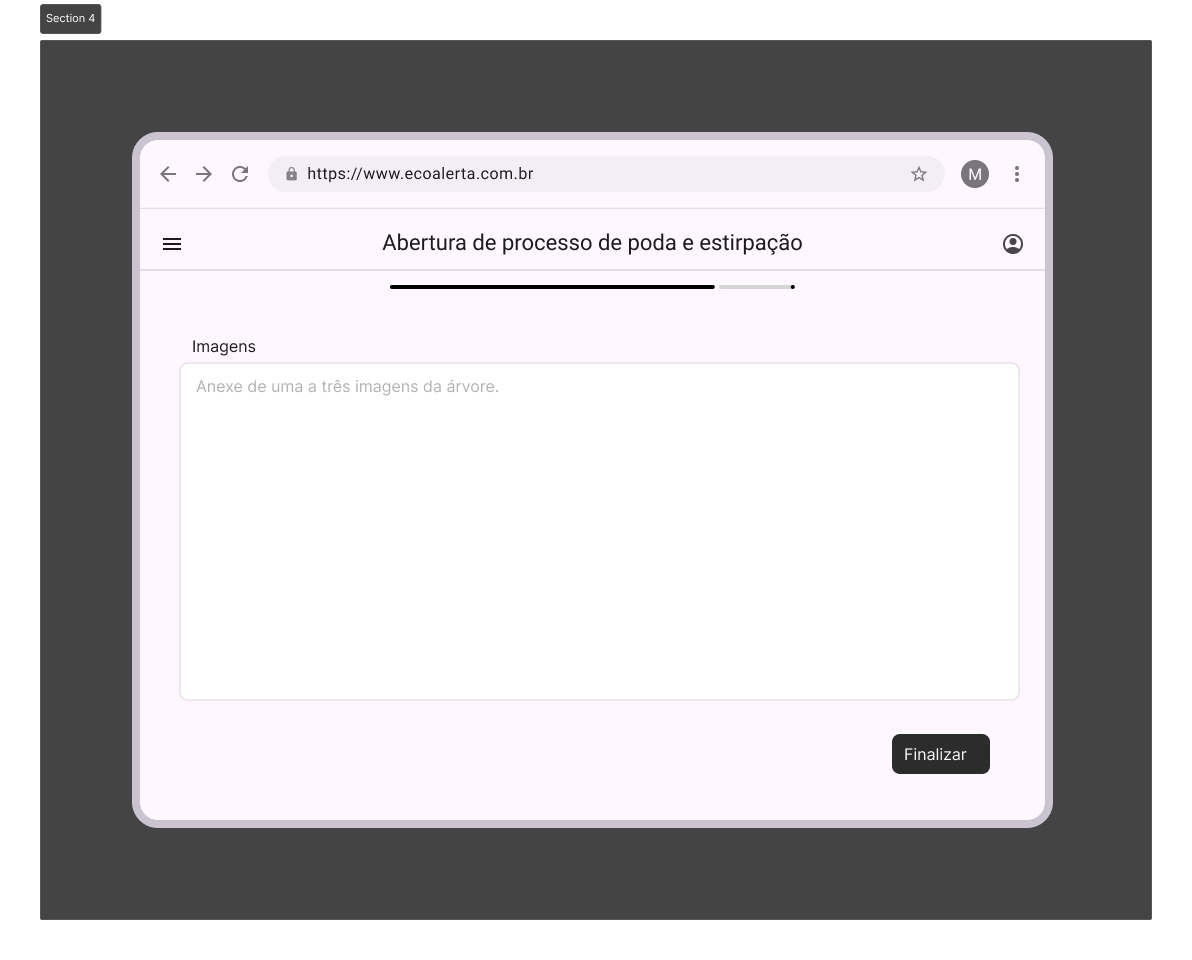 Section 4
https://www.ecoalerta.com.br
M
Abertura de processo de poda e estirpação
Imagens
Anexe de uma a três imagens da árvore.
Finalizar